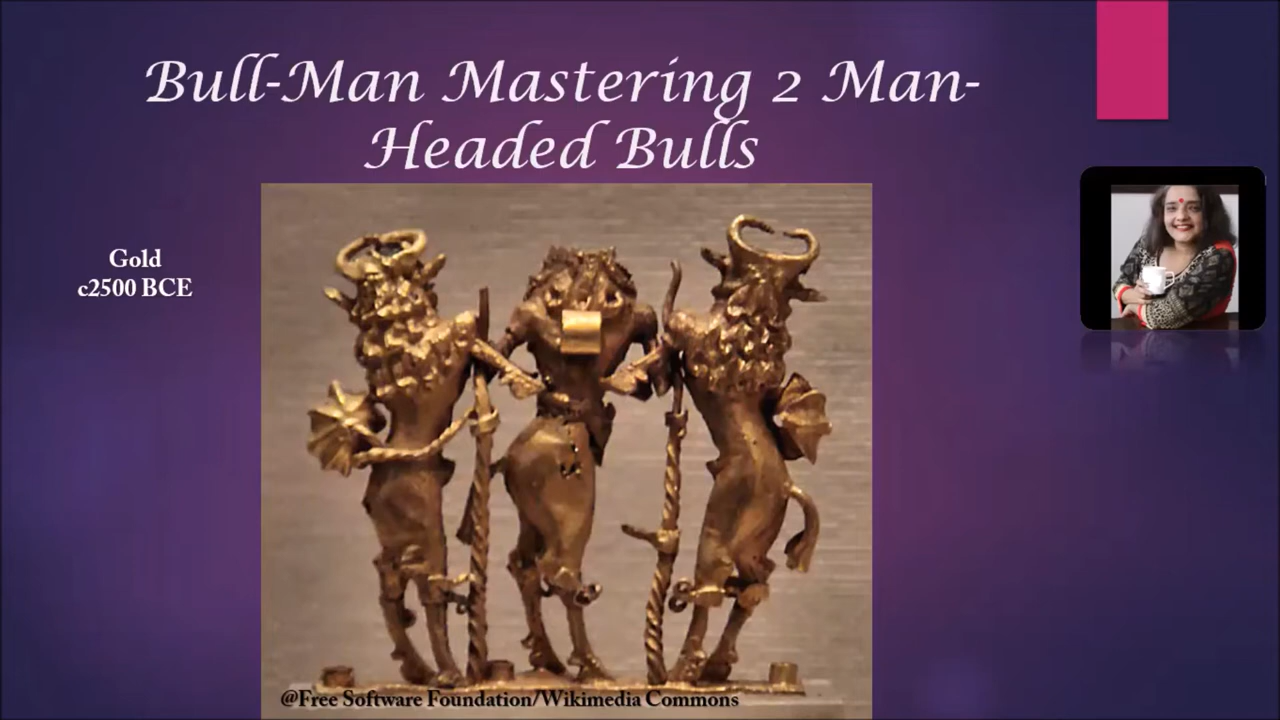 Bull-Man Mastering 2 Man-
Headed Bulls
Gold
c2500 BCE
@Free Software Foundation/Wikimedia Commons